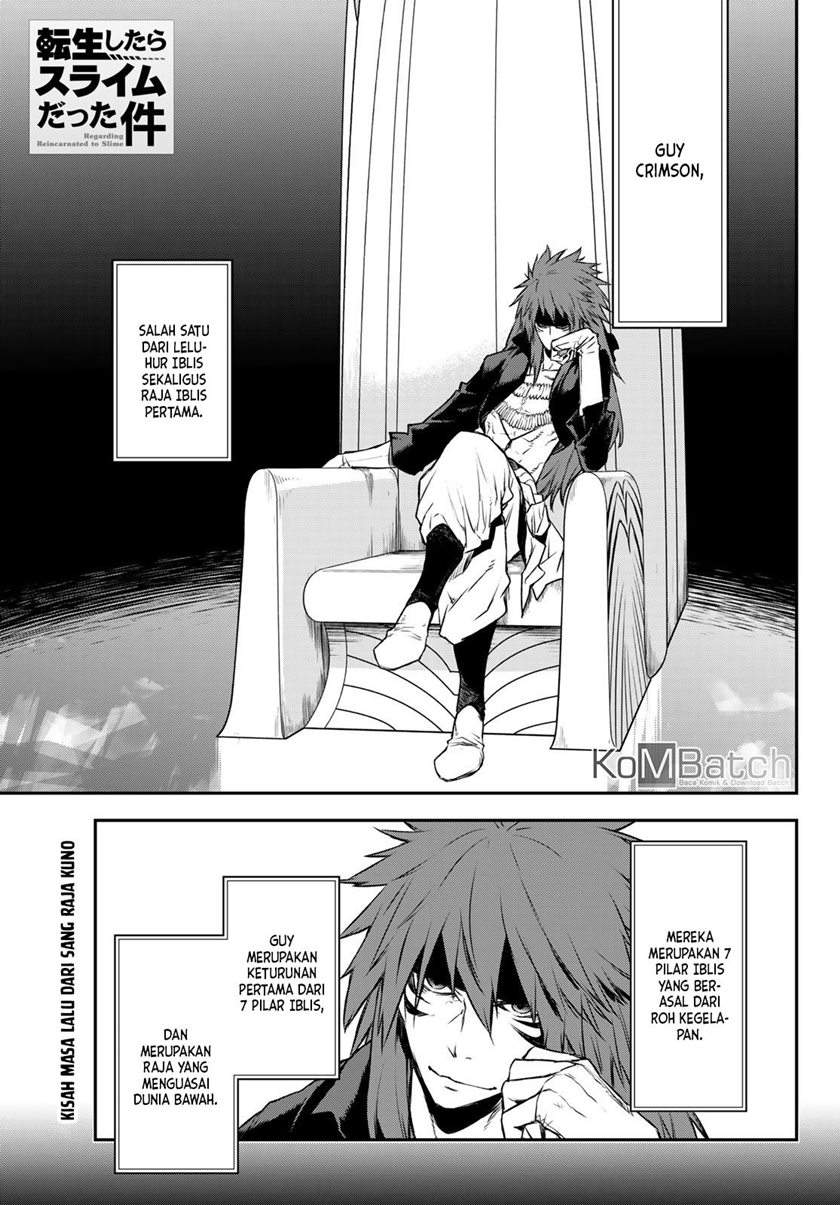 転生したら
スライム
だった件
Regarding
Reincarnated to Slime
GUY
CRIMSON,
SALAH SATU
DARI LELU-
HUR IBLIS
SEKALIGUS
RAJA IBLIS
PERTAMA.
KoMBatch
Baca Komik & Download Batch
MEREKA
MERUPAKAN 7
PILAR IBLIS
YANG BER-
ASAL DARI
ROH KEGELA-
PAN.
GUY
MERUPAKAN
KETURUNAN
PERTAMA DARI
7 PILAR IBLIS,
DAN
MERUPAKAN
RAJA YANG
MENGUASAI
DUNIA BAWAH.
KISAH MASA LALU DARI SANG RAJA KUNO